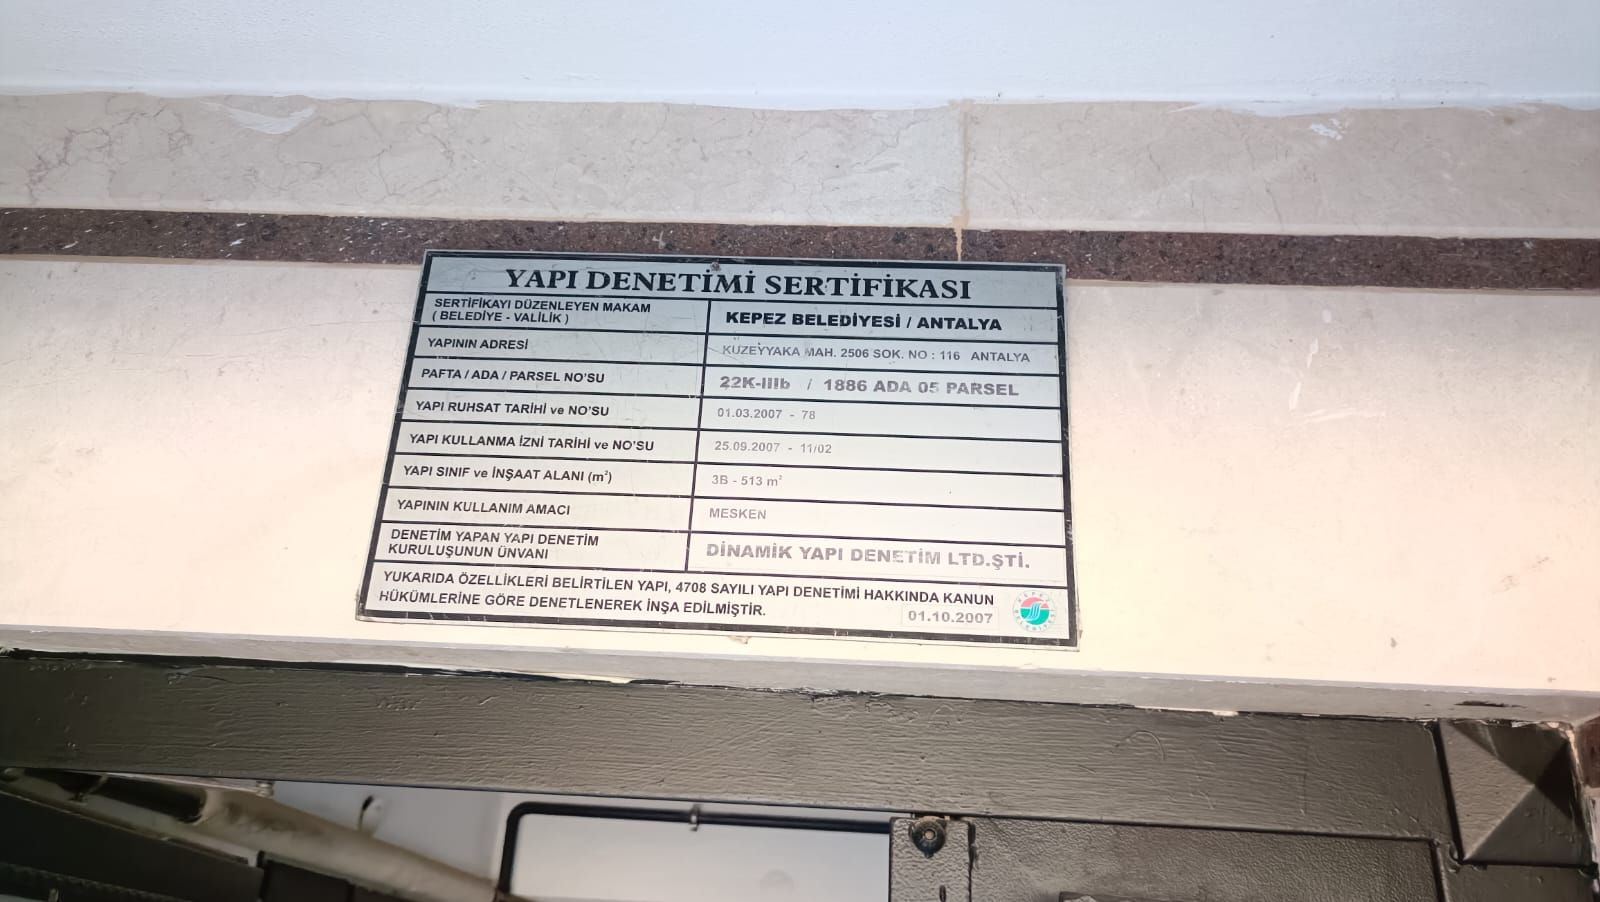 YAPI DENETİMİ SERTİFİKASI
SERTİFİKAYI DÜZENLEYEN MAKAM
( BELEDİYE - VALİLİK )
KEPEZ BELEDİYESİ / ANTALYA
YAPININ ADRESİ
KUZEYYAKA MAH. 2506 SOK. NO : 116 ANTALYA
PAFTA / ADA / PARSEL NO'SU
22K-IIIb / 1886 ADA 05 PARSEL
YAPI RUHSAT TARİHİ ve NO'SU
01.03.2007 - 78
YAPI KULLANMA İZNİ TARİHİ ve NO'SU
25.09.2007 - 11/02
YAPI SINIF ve İNŞAAT ALANI (m²)
3B - 513 m²
YAPININ KULLANIM AMACI
MESKEN
DENETİM YAPAN YAPI DENETİM
KURULUŞUNUN ÜNVANI
DİNAMİK YAPI DENETİM LTD.ŞTİ.
YUKARIDA ÖZELLİKLERİ BELİRTİLEN YAPI, 4708 SAYILI YAPI DENETİMİ HAKKINDA KANUN
HÜKÜMLERİNE GÖRE DENETLENEREK İNŞA EDİLMİŞTİR.
01.10.2007
KEPEZ
BELEDİYESİ